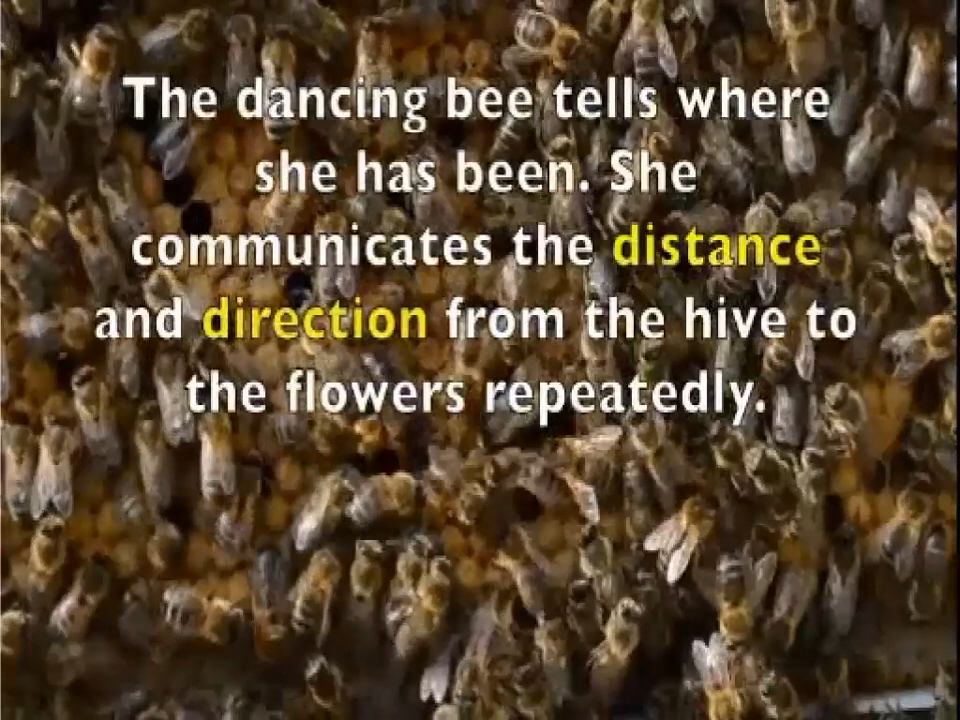 The dancing bee tells where
she has been. She
communicates the distance
and direction from the hive to
the flowers repeatedly.